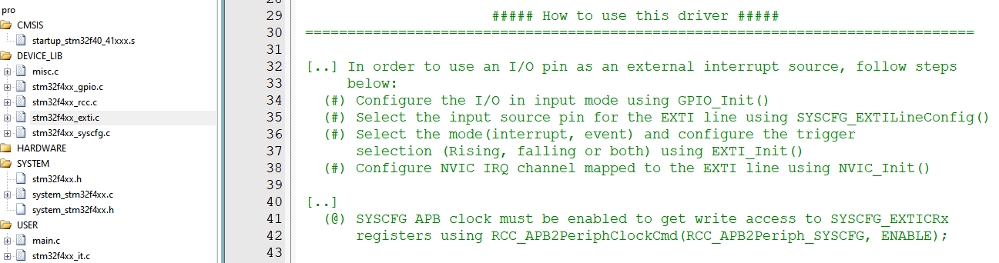 pro
CMSIS
startup_stm32f40_41xxx.s
DEVICE_LIB
misc.c
stm32f4xx_gpio.c
stm32f4xx_rcc.c
stm32f4xx_exti.c
stm32f4xx_syscfg.c
HARDWARE
SYSTEM
stm32f4xx.h
system_stm32f4xx.c
system_stm32f4xx.h
USER
main.c
stm32f4xx_it.c
29 ##### How to use this driver #####
30 ===============================================================================
31
32 [..] In order to use an I/O pin as an external interrupt source, follow steps
33 below:
34 (#) Configure the I/O in input mode using GPIO_Init()
35 (#) Select the input source pin for the EXTI line using SYSCFG_EXTILineConfig()
36 (#) Select the mode(interrupt, event) and configure the trigger
37 selection (Rising, falling or both) using EXTI_Init()
38 (#) Configure NVIC IRQ channel mapped to the EXTI line using NVIC_Init()
39
40 [..]
41 (@) SYSCFG APB clock must be enabled to get write access to SYSCFG_EXTICRx
42 registers using RCC_APB2PeriphClockCmd(RCC_APB2Periph_SYSCFG, ENABLE);
43